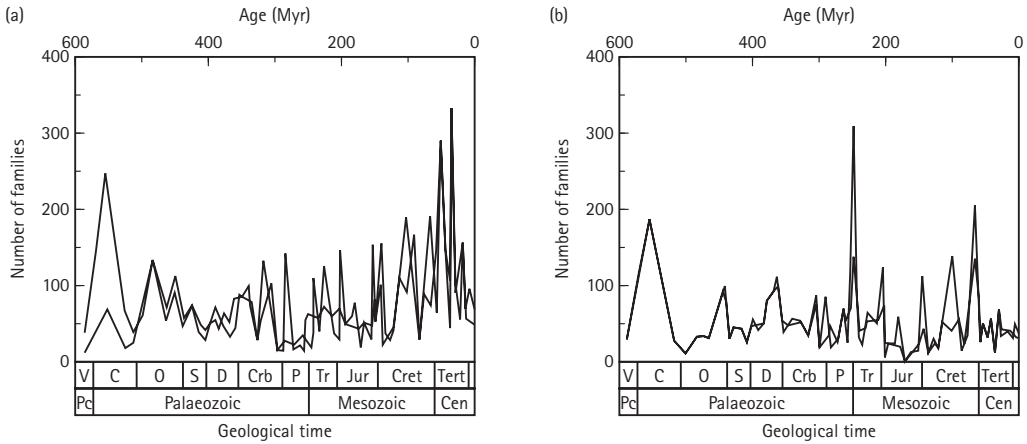 (a)
Age (Myr)
600 400 200 0
400
300
200
100
0
Number of families
V C O S D Crb P Tr Jur Cret Tert
Pc Palaeozoic Mesozoic Cen
Geological time
(b)
Age (Myr)
600 400 200 0
400
300
200
100
0
Number of families
V C O S D Crb P Tr Jur Cret Tert
Pc Palaeozoic Mesozoic Cen
Geological time